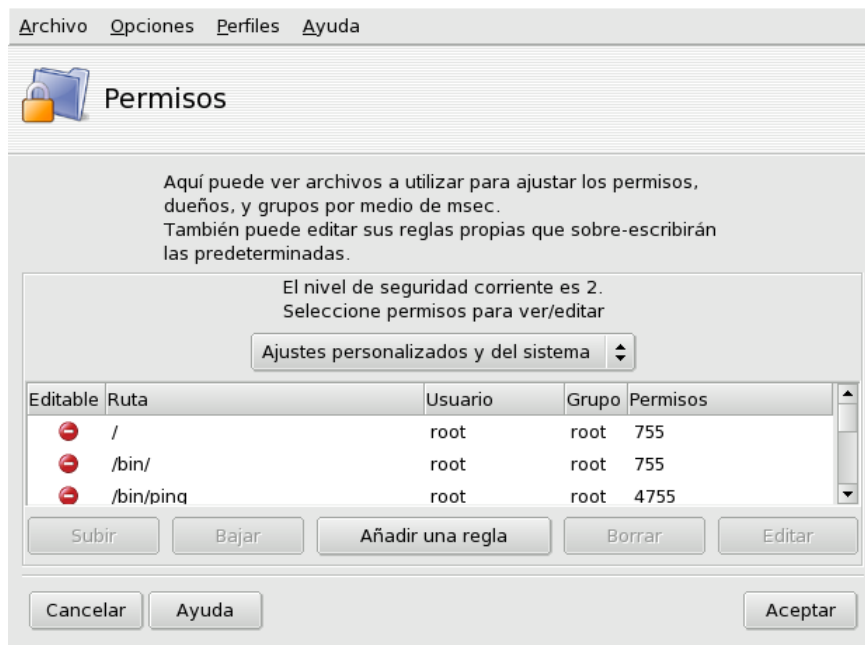 Archivo Opciones Perfiles Ayuda
Permisos
Aquí puede ver archivos a utilizar para ajustar los permisos,
dueños, y grupos por medio de msec.
También puede editar sus reglas propias que sobre-escribirán
las predeterminadas.
El nivel de seguridad corriente es 2.
Seleccione permisos para ver/editar
Ajustes personalizados y del sistema
Editable Ruta Usuario Grupo Permisos
/ root root 755
/bin/ root root 755
/bin/ping root root 4755
Subir Bajar Añadir una regla Borrar Editar
Cancelar Ayuda Aceptar